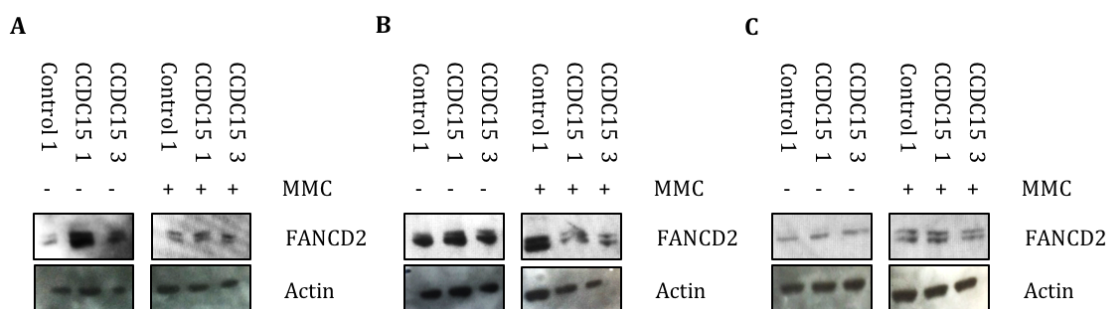 A
Control 1
CCDC15 1
CCDC15 3
Control 1
CCDC15 1
CCDC15 3
- - - + + + MMC
FANCD2
Actin
B
Control 1
CCDC15 1
CCDC15 3
Control 1
CCDC15 1
CCDC15 3
- - - + + + MMC
FANCD2
Actin
C
Control 1
CCDC15 1
CCDC15 3
Control 1
CCDC15 1
CCDC15 3
- - - + + + MMC
FANCD2
Actin